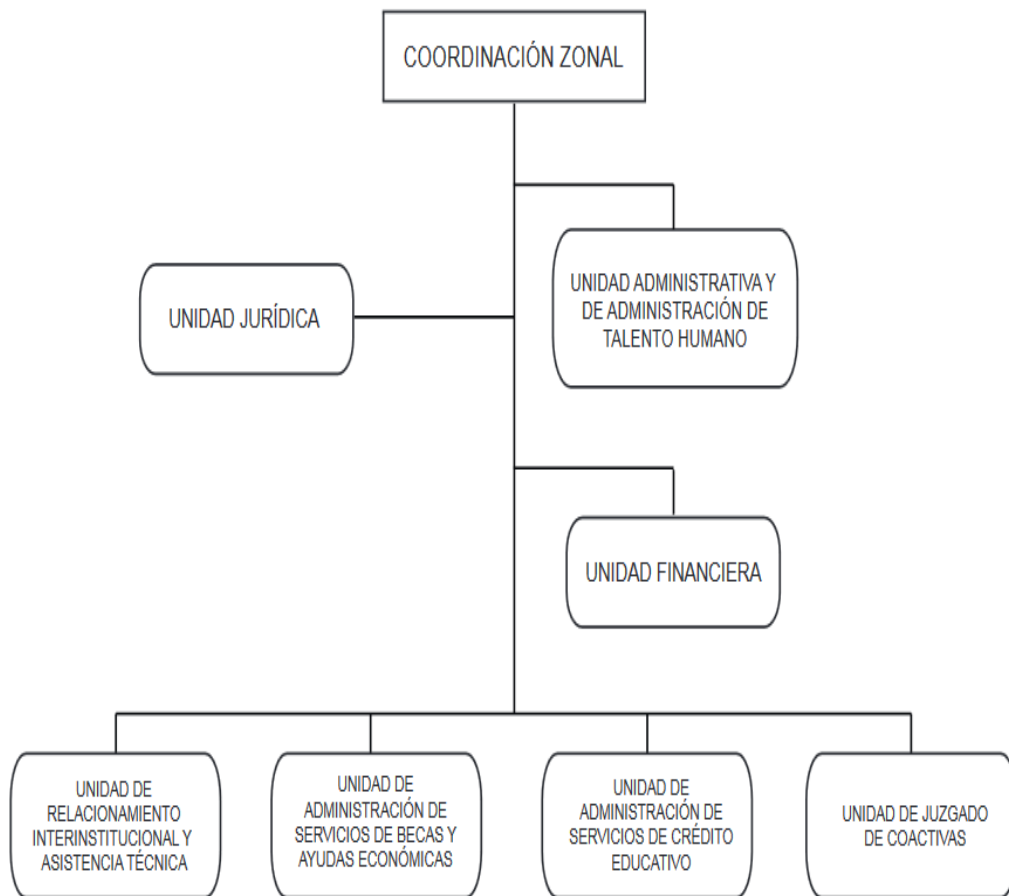 COORDINACIÓN ZONAL
UNIDAD ADMINISTRATIVA Y
DE ADMINISTRACIÓN DE
TALENTO HUMANO
UNIDAD JURÍDICA
UNIDAD FINANCIERA
UNIDAD DE
RELACIONAMIENTO
INTERINSTITUCIONAL Y
ASISTENCIA TÉCNICA
UNIDAD DE
ADMINISTRACIÓN DE
SERVICIOS DE BECAS Y
AYUDAS ECONÓMICAS
UNIDAD DE
ADMINISTRACIÓN DE
SERVICIOS DE CRÉDITO
EDUCATIVO
UNIDAD DE JUZGADO
DE COACTIVAS